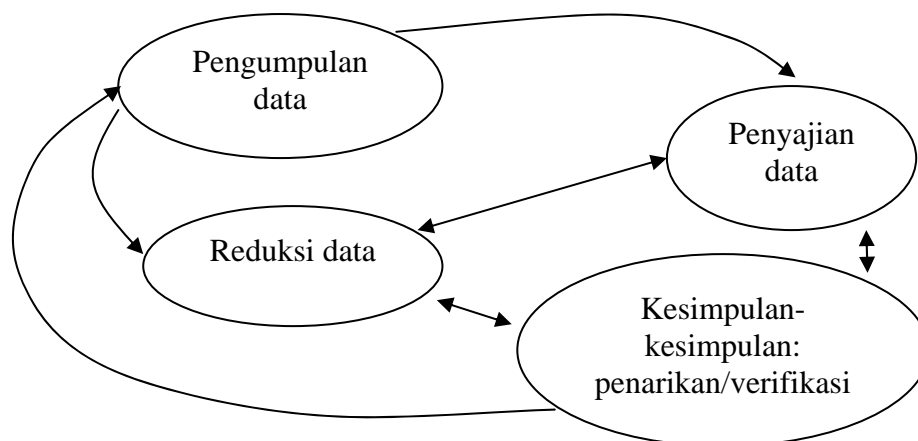 Pengumpulan
data
Penyajian
data
Reduksi data
Kesimpulan-
kesimpulan:
penarikan/verifikasi